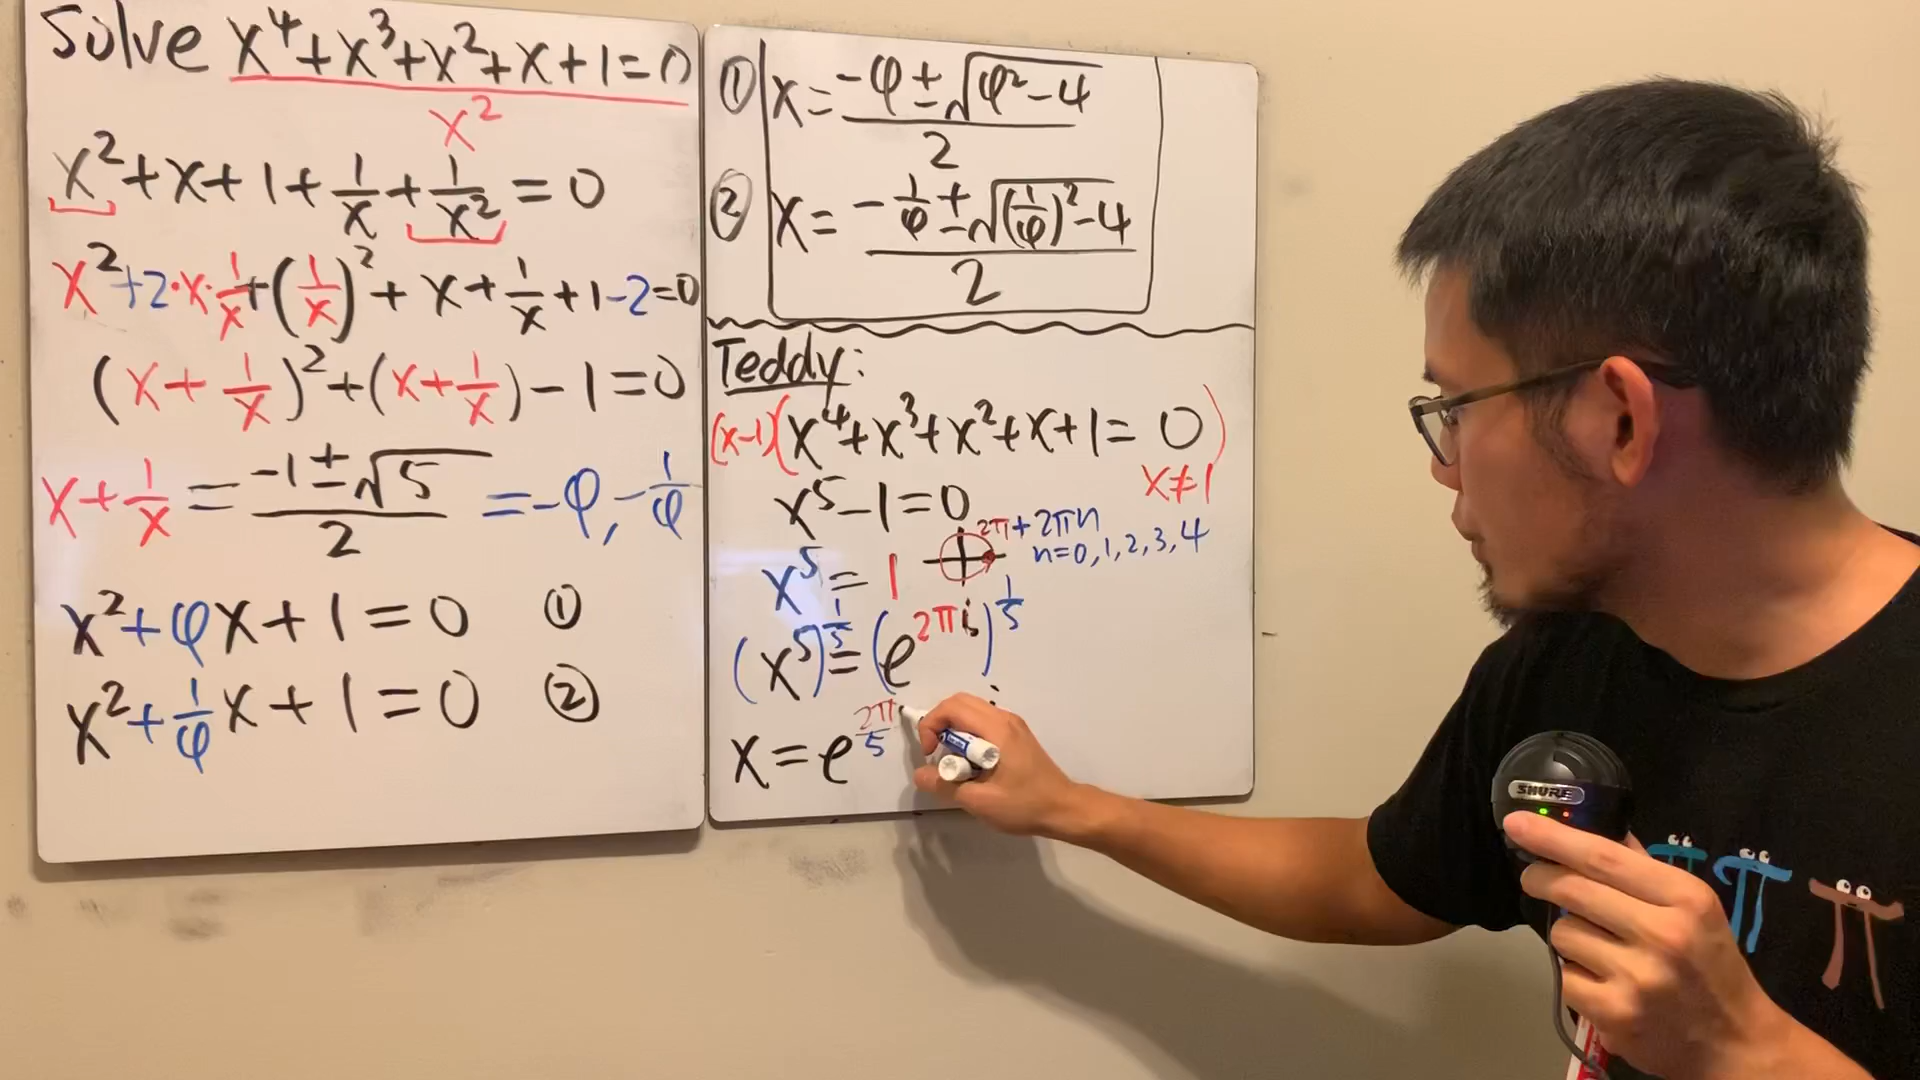 Solve x⁴+x³+x²+x+1=0
x²
x²+x+1+1/x+1/x²=0
x²+2·x·1/x+(1/x)²+x+1/x+1-2=0
(x+1/x)²+(x+1/x)-1=0
x+1/x=(-1±√5)/2=-φ,-1/φ
x²+φx+1=0 ①
x²+1/φx+1=0 ②
① x=(-φ±√(φ²-4))/2
② x=(-1/φ±√((1/φ)²-4))/2
Teddy:
(x-1)(x⁴+x³+x²+x+1=0)
x≠1
x⁵-1=0
2π+2πn
n=0,1,2,3,4
x⁵=1
(x⁵)^(1/5)=(e^(2πi))^(1/5)
x=e^(2π/5
SHURE